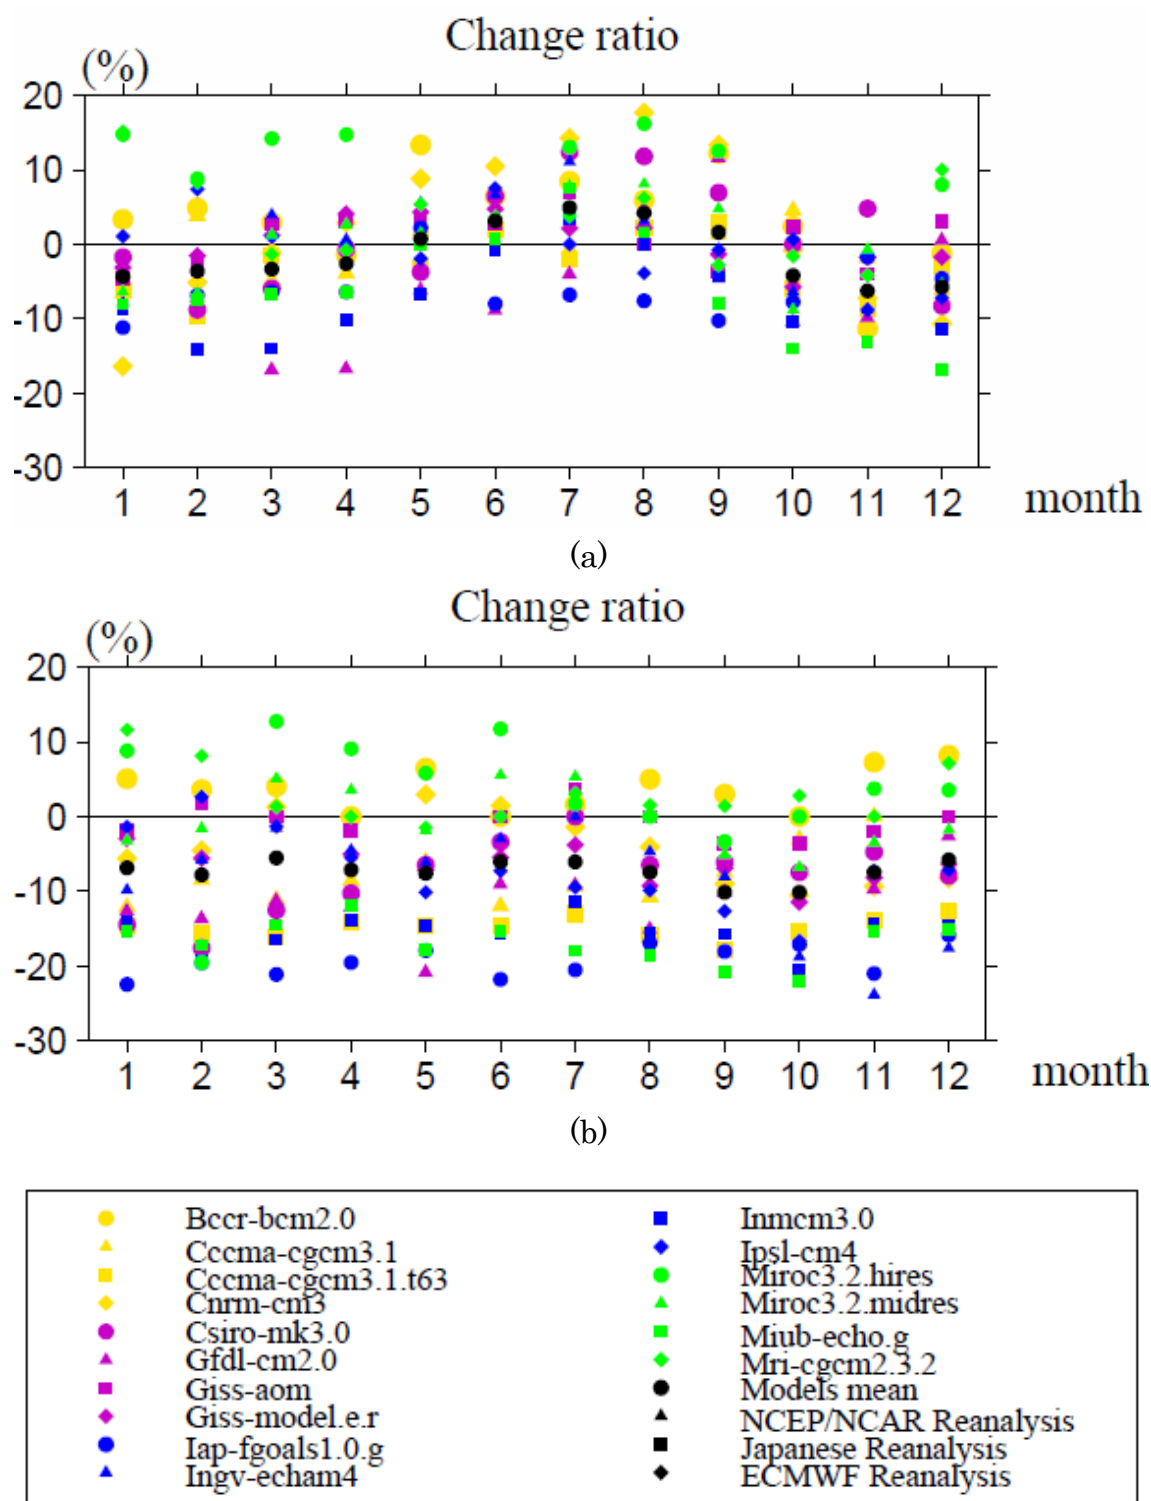 Change ratio
(%)
20
10
0
-10
-20
-30
1 2 3 4 5 6 7 8 9 10 11 12 month
(a)
Change ratio
(%)
20
10
0
-10
-20
-30
1 2 3 4 5 6 7 8 9 10 11 12 month
(b)
Bccr-bcm2.0
Cccma-cgcm3.1
Cccma-cgcm3.1.t63
Cnrm-cm3
Csiro-mk3.0
Gfdl-cm2.0
Giss-aom
Giss-model.e.r
Iap-fgoals1.0.g
Ingv-echam4
Inmcm3.0
Ipsl-cm4
Miroc3.2.hires
Miroc3.2.midres
Miub-echo.g
Mri-cgcm2.3.2
Models mean
NCEP/NCAR Reanalysis
Japanese Reanalysis
ECMWF Reanalysis